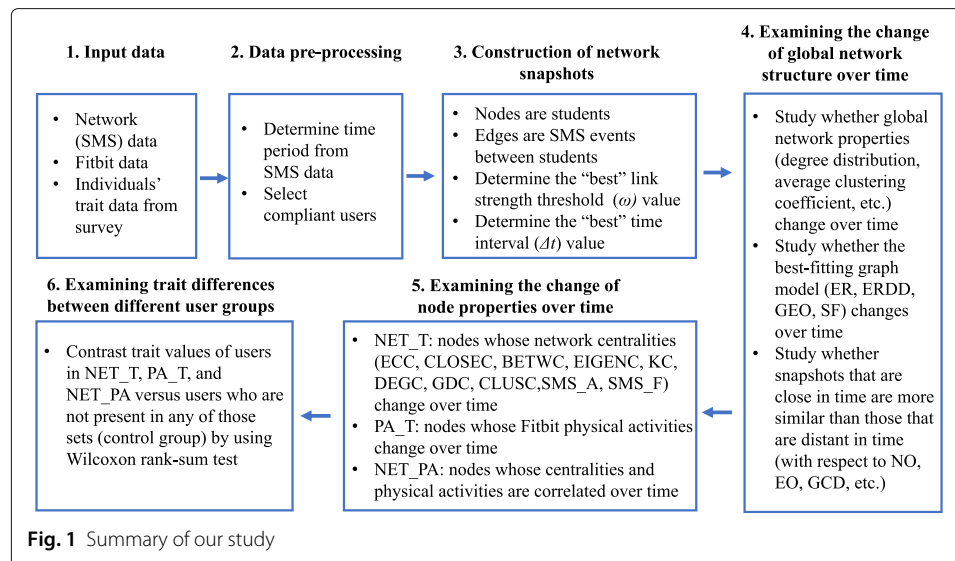 1. Input data
• Network
(SMS) data
• Fitbit data
• Individuals'
trait data from
survey
2. Data pre-processing
• Determine time
period from
SMS data
• Select
compliant users
3. Construction of network
snapshots
• Nodes are students
• Edges are SMS events
between students
• Determine the “best” link
strength threshold (ω) value
• Determine the “best” time
interval (Δt) value
4. Examining the change
of global network
structure over time
• Study whether global
network properties
(degree distribution,
average clustering
coefficient, etc.)
change over time
• Study whether the
best-fitting graph
model (ER, ERDD,
GEO, SF) changes
over time
• Study whether
snapshots that are
close in time are more
similar than those that
are distant in time
(with respect to NO,
EO, GCD, etc.)
5. Examining the change of
node properties over time
• NET_T: nodes whose network centralities
(ECC, CLOSEC, BETWC, EIGENC, KC,
DEGC, GDC, CLUSC,SMS_A, SMS_F)
change over time
• PA_T: nodes whose Fitbit physical activities
change over time
• NET_PA: nodes whose centralities and
physical activities are correlated over time
6. Examining trait differences
between different user groups
• Contrast trait values of users
in NET_T, PA_T, and
NET_PA versus users who are
not present in any of those
sets (control group) by using
Wilcoxon rank-sum test
Fig. 1 Summary of our study